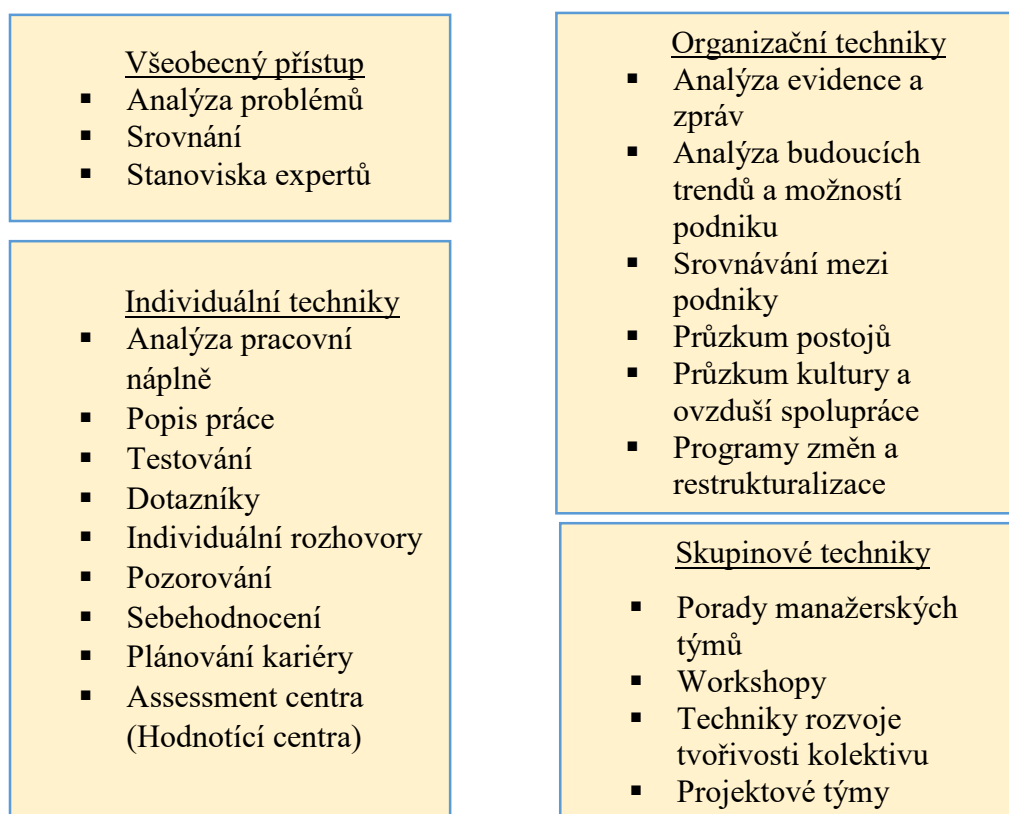 Všeobecný přístup
▪ Analýza problémů
▪ Srovnání
▪ Stanoviska expertů
Individuální techniky
▪ Analýza pracovní
náplně
▪ Popis práce
▪ Testování
▪ Dotazníky
▪ Individuální rozhovory
▪ Pozorování
▪ Sebehodnocení
▪ Plánování kariéry
▪ Assessment centra
(Hodnotící centra)
Organizační techniky
▪ Analýza evidence a
zpráv
▪ Analýza budoucích
trendů a možností
podniku
▪ Srovnávání mezi
podniky
▪ Průzkum postojů
▪ Průzkum kultury a
ovzduší spolupráce
▪ Programy změn a
restrukturalizace
Skupinové techniky
▪ Porady manažerských
týmů
▪ Workshopy
▪ Techniky rozvoje
tvořivosti kolektivu
▪ Projektové týmy